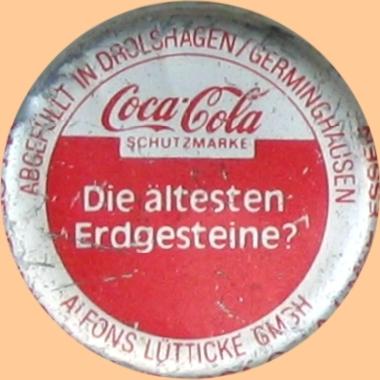 ABGEFÜLLT IN DROLSHAGEN/GERMINGHAUSEN
Coca-Cola
SCHUTZMARKE
Die ältesten
Erdgesteine?
ALFONS LÜTTICKE GMBH